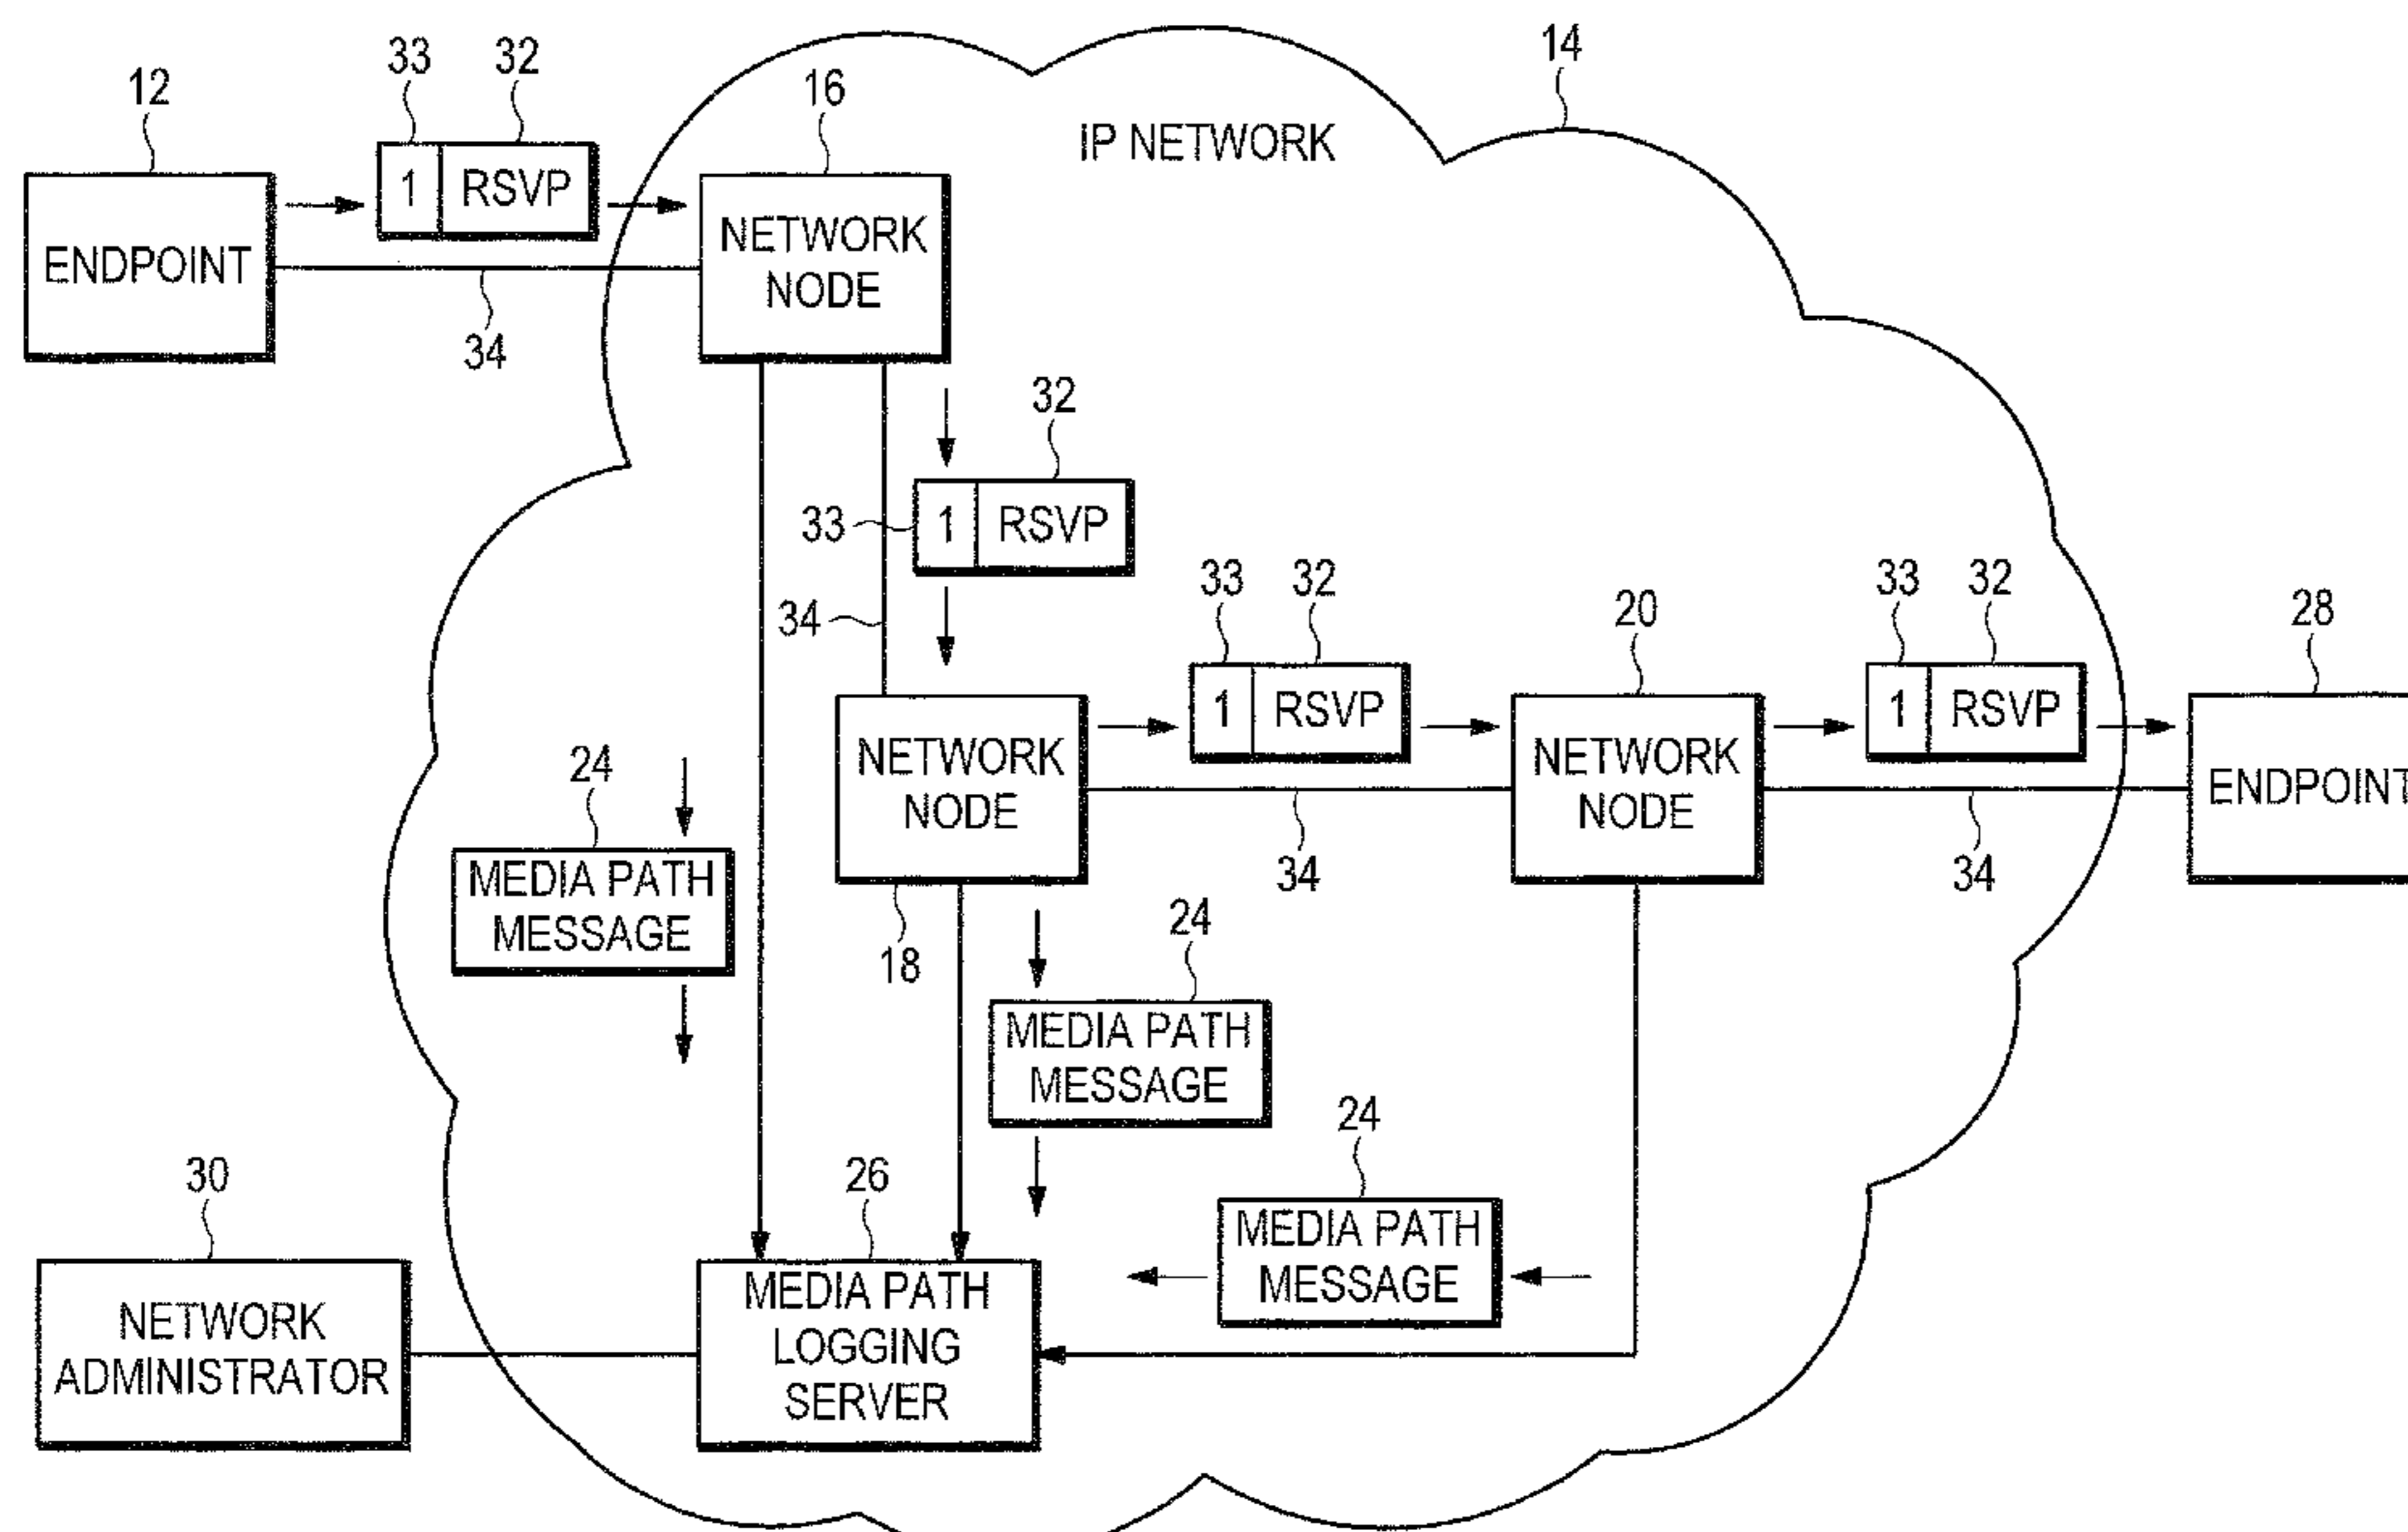 14
33
32
12
16
IP NETWORK
1
RSVP
ENDPOINT
NETWORK
NODE
34
32
33
1
RSVP
34
33
32
20
33
32
28
1
RSVP
1
RSVP
NETWORK
NODE
NETWORK
NODE
ENDPOINT
24
34
34
MEDIA PATH
MESSAGE
18
24
MEDIA PATH
MESSAGE
24
30
26
MEDIA PATH
MESSAGE
NETWORK
ADMINISTRATOR
MEDIA PATH
LOGGING
SERVER